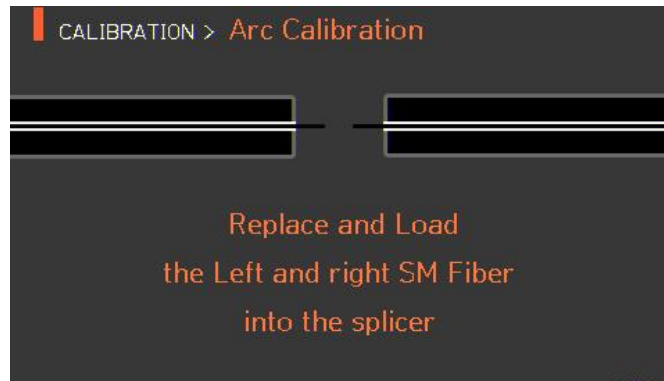 CALIBRATION > Arc Calibration
Replace and Load
the Left and right SM Fiber
into the splicer